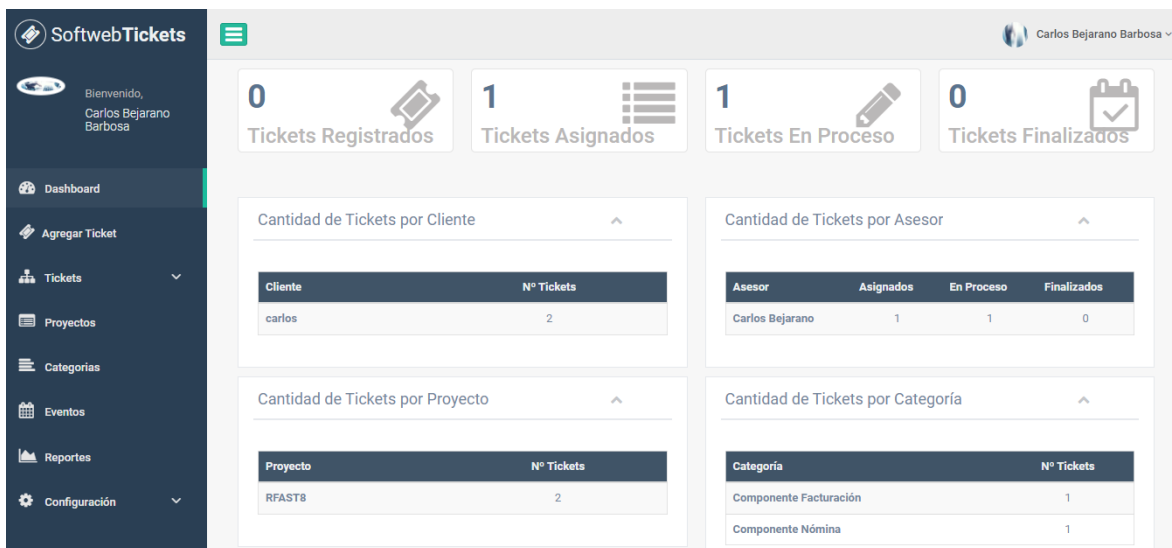 SoftwebTickets
Carlos Bejarano Barbosa
Bienvenido,
Carlos Bejarano
Barbosa
Dashboard
Agregar Ticket
Tickets
Proyectos
Categorias
Eventos
Reportes
Configuración
0
Tickets Registrados
1
Tickets Asignados
1
Tickets En Proceso
0
Tickets Finalizados
Cantidad de Tickets por Cliente
Cliente Nº Tickets
carlos 2
Cantidad de Tickets por Asesor
Asesor Asignados En Proceso Finalizados
Carlos Bejarano 1 1 0
Cantidad de Tickets por Proyecto
Proyecto Nº Tickets
RFAST8 2
Cantidad de Tickets por Categoría
Categoría Nº Tickets
Componente Facturación 1
Componente Nómina 1